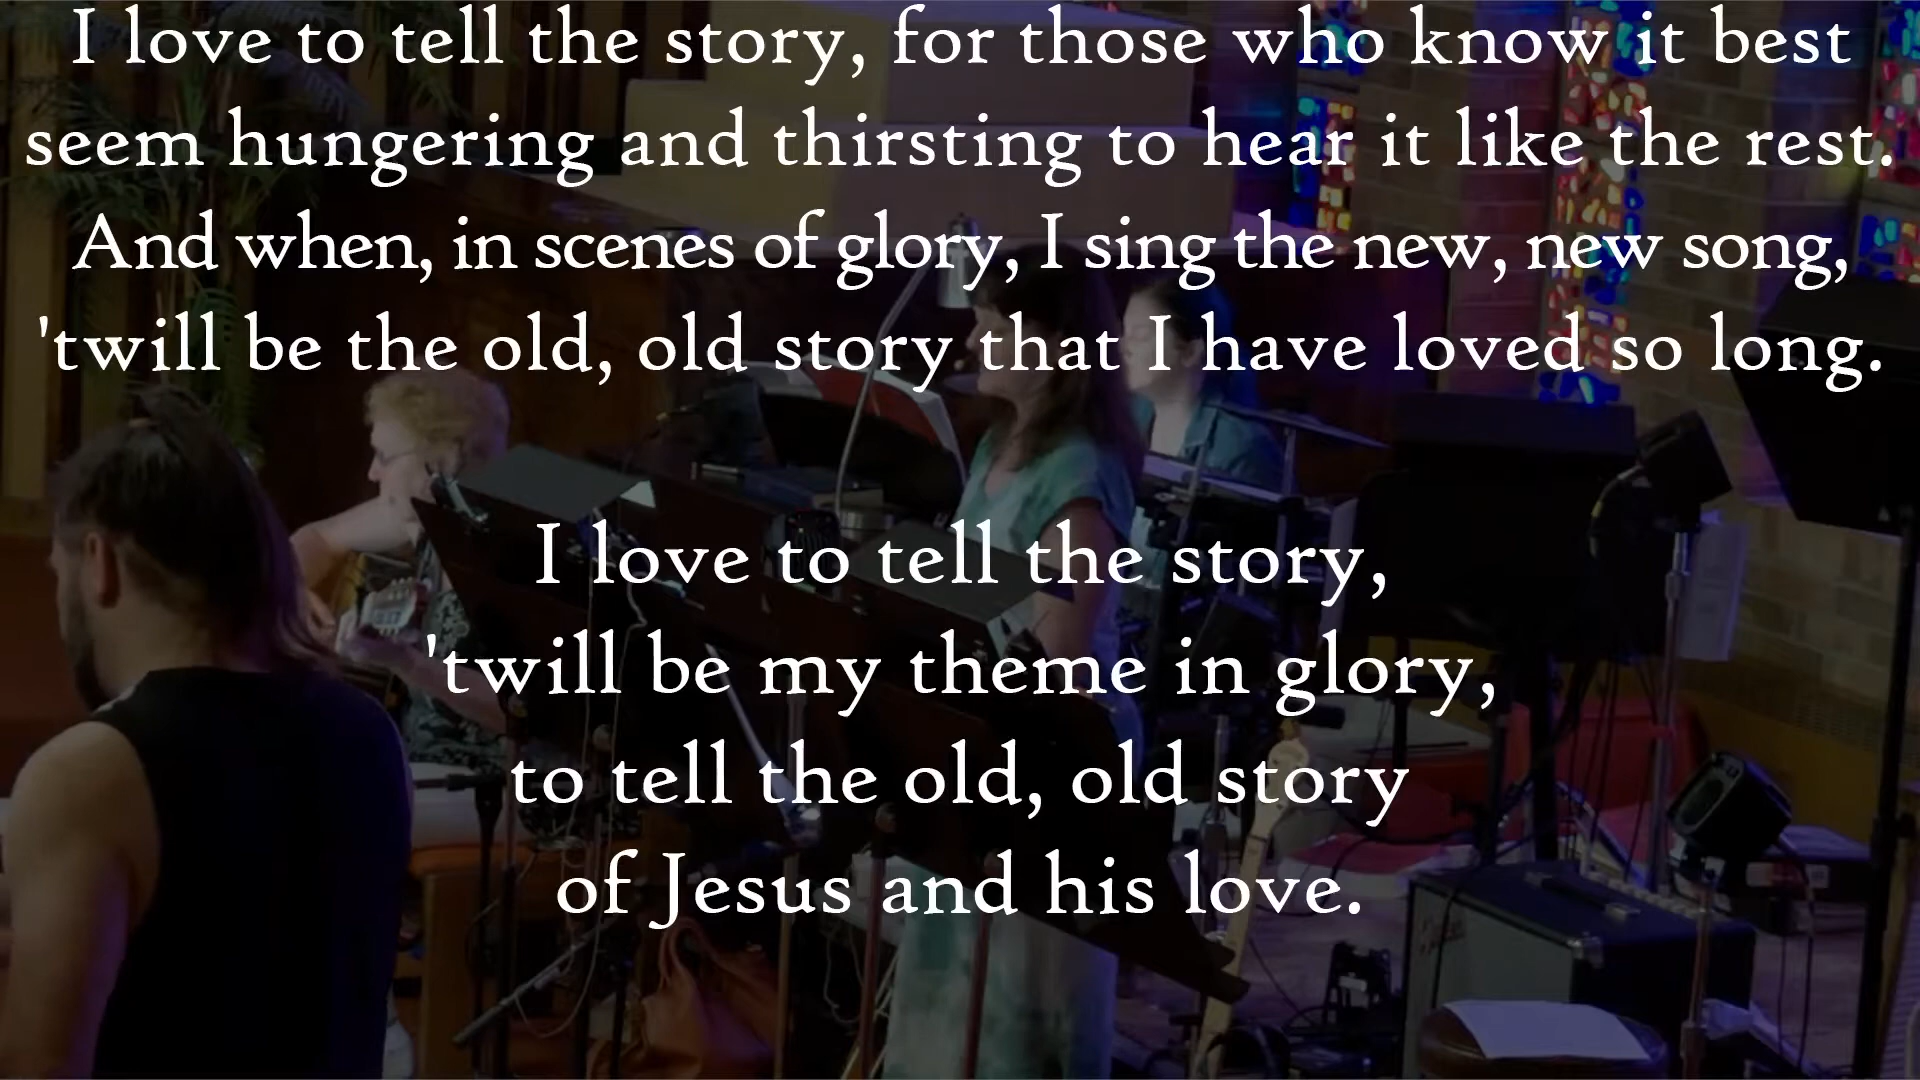 I love to tell the story, for those who know it best
seem hungering and thirsting to hear it like the rest.
And when, in scenes of glory, I sing the new, new song,
'twill be the old, old story that I have loved so long.
I love to tell the story,
'twill be my theme in glory,
to tell the old, old story
of Jesus and his love.